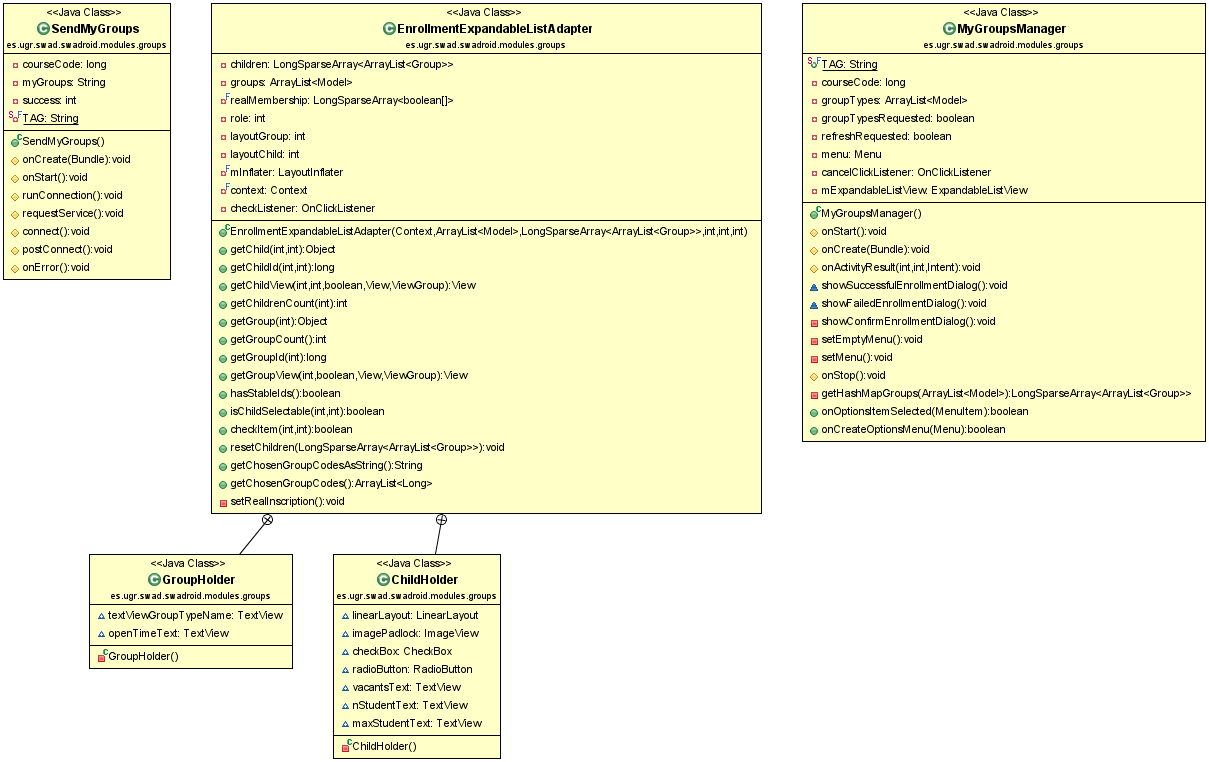 <<Java Class>>
SendMyGroups
es.ugr.swad.swadroid.modules.groups
courseCode: long
myGroups: String
success: int
TAG: String
SendMyGroups()
onCreate(Bundle):void
onStart():void
runConnection():void
requestService():void
connect():void
postConnect():void
onError():void
<<Java Class>>
EnrollmentExpandableListAdapter
es.ugr.swad.swadroid.modules.groups
children: LongSparseArray<ArrayList<Group>>
groups: ArrayList<Model>
realMembership: LongSparseArray<boolean[]>
role: int
layoutGroup: int
layoutChild: int
mInflater: LayoutInflater
context: Context
checkListener: OnClickListener
EnrollmentExpandableListAdapter(Context,ArrayList<Model>,LongSparseArray<ArrayList<Group>>,int,int,int)
getChild(int,int):Object
getChildId(int,int):long
getChildView(int,int,boolean,View,ViewGroup):View
getChildrenCount(int):int
getGroup(int):Object
getGroupCount():int
getGroupId(int):long
getGroupView(int,boolean,View,ViewGroup):View
hasStableIds():boolean
isChildSelectable(int,int):boolean
checkItem(int,int):boolean
resetChildren(LongSparseArray<ArrayList<Group>>):void
getChosenGroupCodesAsString():String
getChosenGroupCodes():ArrayList<Long>
setRealInscription():void
<<Java Class>>
MyGroupsManager
es.ugr.swad.swadroid.modules.groups
TAG: String
courseCode: long
groupTypes: ArrayList<Model>
groupTypesRequested: boolean
refreshRequested: boolean
menu: Menu
cancelClickListener: OnClickListener
mExpandableListView: ExpandableListView
MyGroupsManager()
onStart():void
onCreate(Bundle):void
onActivityResult(int,int,Intent):void
showSuccessfulEnrollmentDialog():void
showFailedEnrollmentDialog():void
showConfirmEnrollmentDialog():void
setEmptyMenu():void
setMenu():void
onStop():void
getHashMapGroups(ArrayList<Model>):LongSparseArray<ArrayList<Group>>
onOptionsItemSelected(MenuItem):boolean
onCreateOptionsMenu(Menu):boolean
<<Java Class>>
GroupHolder
es.ugr.swad.swadroid.modules.groups
textViewGroupTypeName: TextView
openTimeText: TextView
GroupHolder()
<<Java Class>>
ChildHolder
es.ugr.swad.swadroid.modules.groups
linearLayout: LinearLayout
imagePadlock: ImageView
checkBox: CheckBox
radioButton: RadioButton
vacantsText: TextView
nStudentText: TextView
maxStudentText: TextView
ChildHolder()